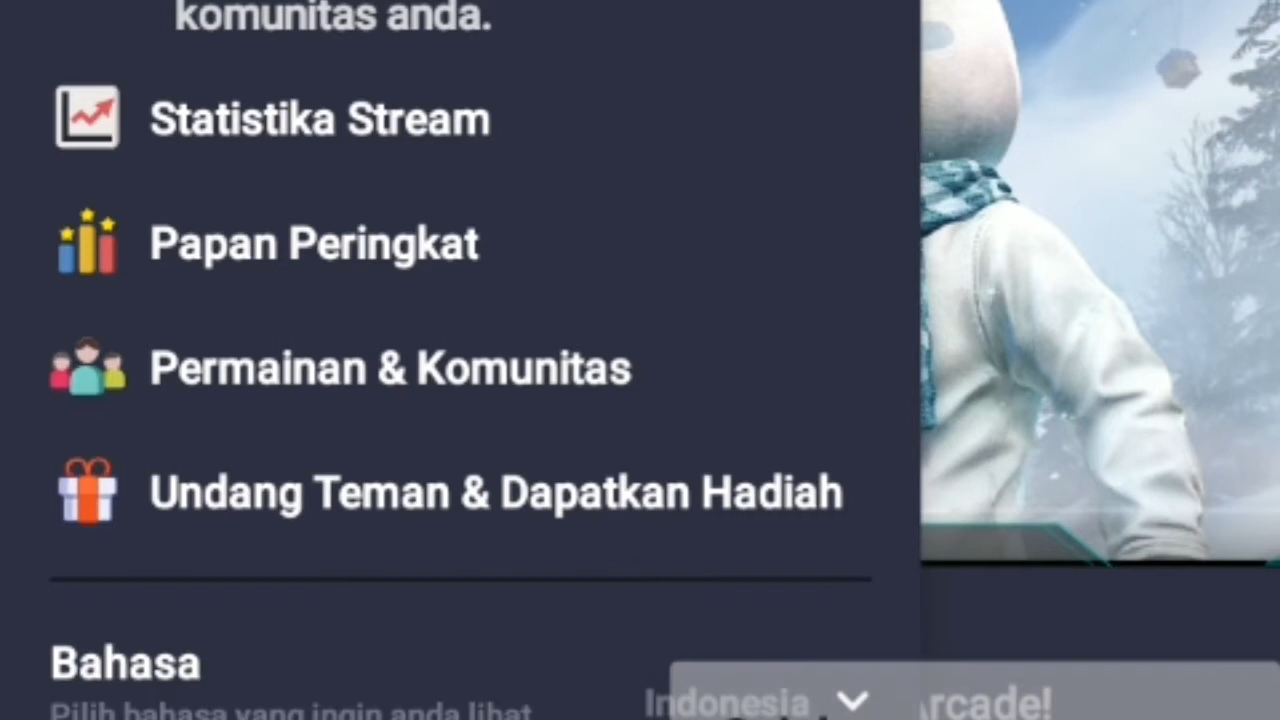 komunitas anda.
Statistika Stream
Papan Peringkat
Permainan & Komunitas
Undang Teman & Dapatkan Hadiah
Bahasa
Pilih bahasa yang ingin anda lihat
Indonesia